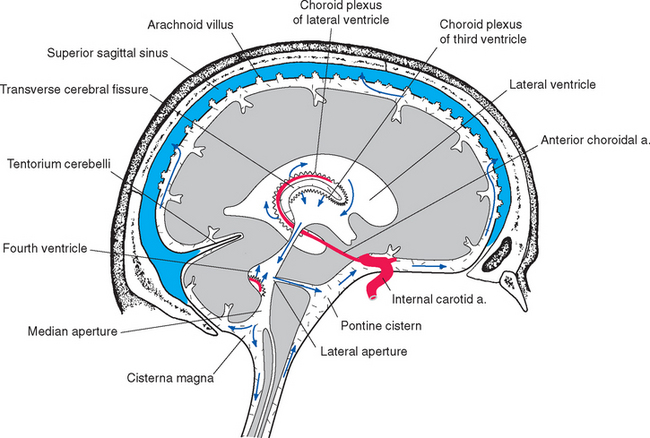 Choroid plexus
of lateral ventricle
Choroid plexus
of third ventricle
Arachnoid villus
Superior sagittal sinus
Transverse cerebral fissure
Lateral ventricle
Anterior choroidal a.
Tentorium cerebelli
Fourth ventricle
Internal carotid a.
Median aperture
Pontine cistern
Lateral aperture
Cisterna magna